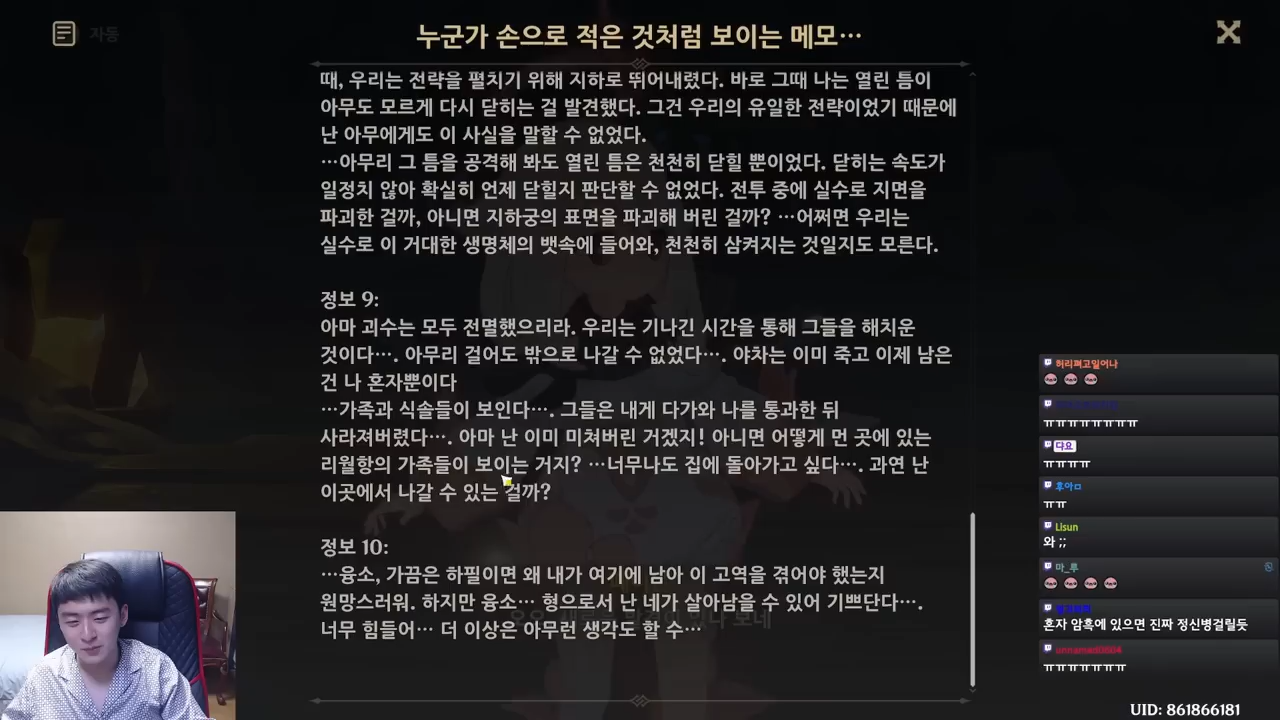 자동
누군가 손으로 적은 것처럼 보이는 메모…
때, 우리는 전략을 펼치기 위해 지하로 뛰어내렸다. 바로 그때 나는 열린 틈이
아무도 모르게 다시 닫히는 걸 발견했다. 그건 우리의 유일한 전략이었기 때문에
난 아무에게도 이 사실을 말할 수 없었다.
…아무리 그 틈을 공격해 봐도 열린 틈은 천천히 닫힐 뿐이었다. 닫히는 속도가
일정치 않아 확실히 언제 닫힐지 판단할 수 없었다. 전투 중에 실수로 지면을
파괴한 걸까, 아니면 지하궁의 표면을 파괴해 버린 걸까? …어쩌면 우리는
실수로 이 거대한 생명체의 뱃속에 들어와, 천천히 삼켜지는 것일지도 모른다.
정보 9:
아마 괴수는 모두 전멸했으리라. 우리는 기나긴 시간을 통해 그들을 해치운
것이다…. 아무리 걸어도 밖으로 나갈 수 없었다…. 야차는 이미 죽고 이제 남은
건 나 혼자뿐이다
…가족과 식솔들이 보인다…. 그들은 내게 다가와 나를 통과한 뒤
사라져버렸다…. 아마 난 이미 미쳐버린 거겠지! 아니면 어떻게 먼 곳에 있는
리월항의 가족들이 보이는 거지? …너무나도 집에 돌아가고 싶다…. 과연 난
이곳에서 나갈 수 있는 걸까?
정보 10:
…융소, 가끔은 하필이면 왜 내가 여기에 남아 이 고역을 겪어야 했는지
원망스러워. 하지만 융소… 형으로서 난 네가 살아남을 수 있어 기쁘단다….
너무 힘들어… 더 이상은 아무런 생각도 할 수…
허리펴고밀어나
ㅠㅠㅠㅠㅠㅠㅠㅠ
댜요
ㅠㅠㅠㅠ
후아ㅁ
ㅠㅠ
Lisun
와 ;;
마_루
혼자 암흑에 있으면 진짜 정신병걸릴듯
ㅠㅠㅠㅠㅠㅠㅠ
UID: 861866181